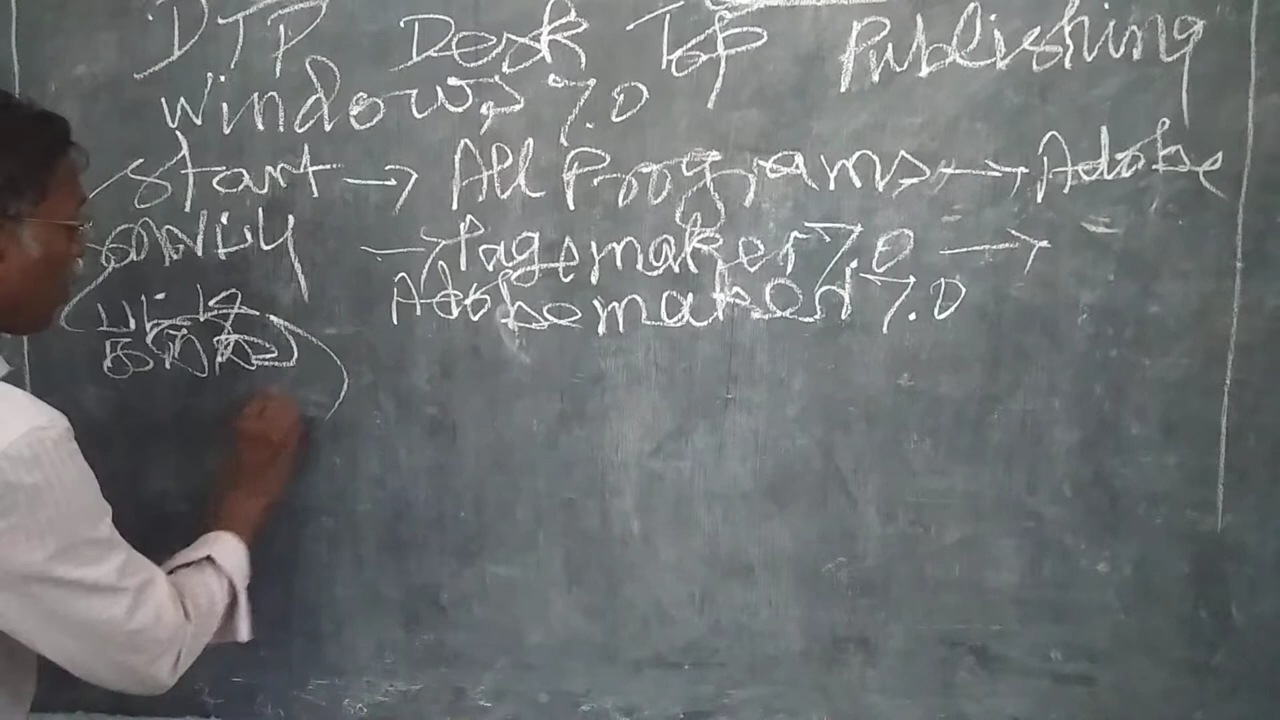 DTP Desk Top Publishing
Windows 7.0
Start → All Programs → Adobe
→ Pagemaker 7.0 →
Adobemaker 7.0